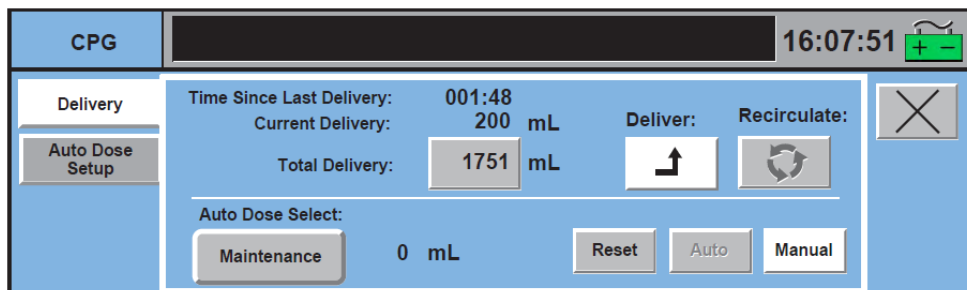 CPG
16:07:51
+ −
Delivery
Auto Dose
Setup
Time Since Last Delivery: 001:48
Current Delivery: 200 mL
Total Delivery: 1751 mL
Deliver:
Recirculate:
Auto Dose Select:
Maintenance 0 mL
Reset
Auto
Manual